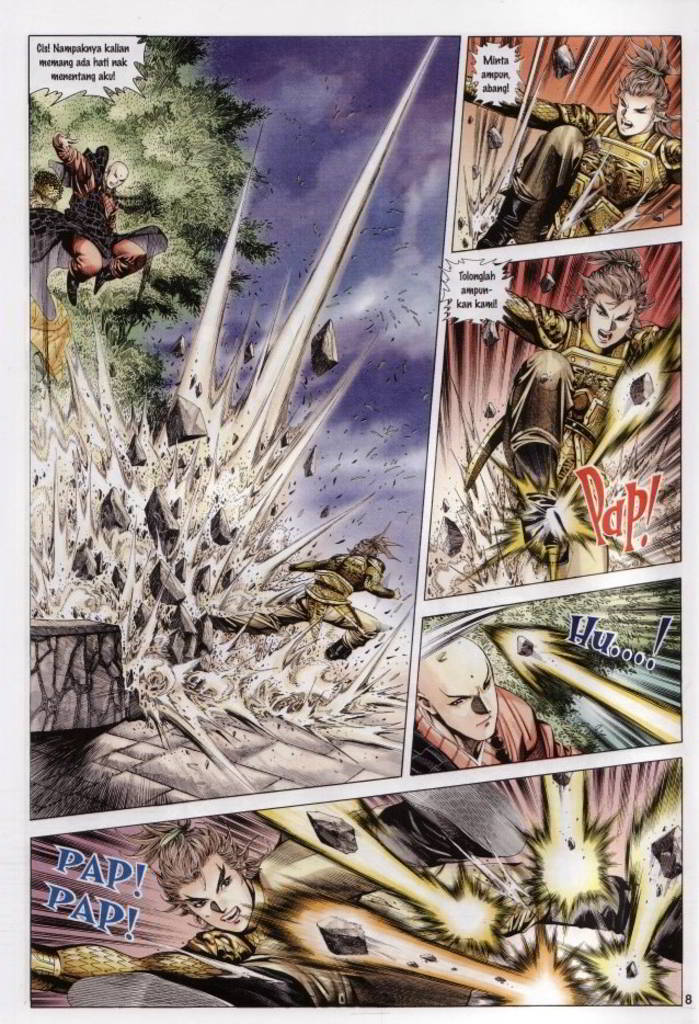 Cis! Nampaknya kalian
memang ada hati nak
menentang aku!
Minta
ampun,
abang!
Tolonglah
ampun-
kan kami!
PaP!
Hu....!
PAP!
PAP!
8